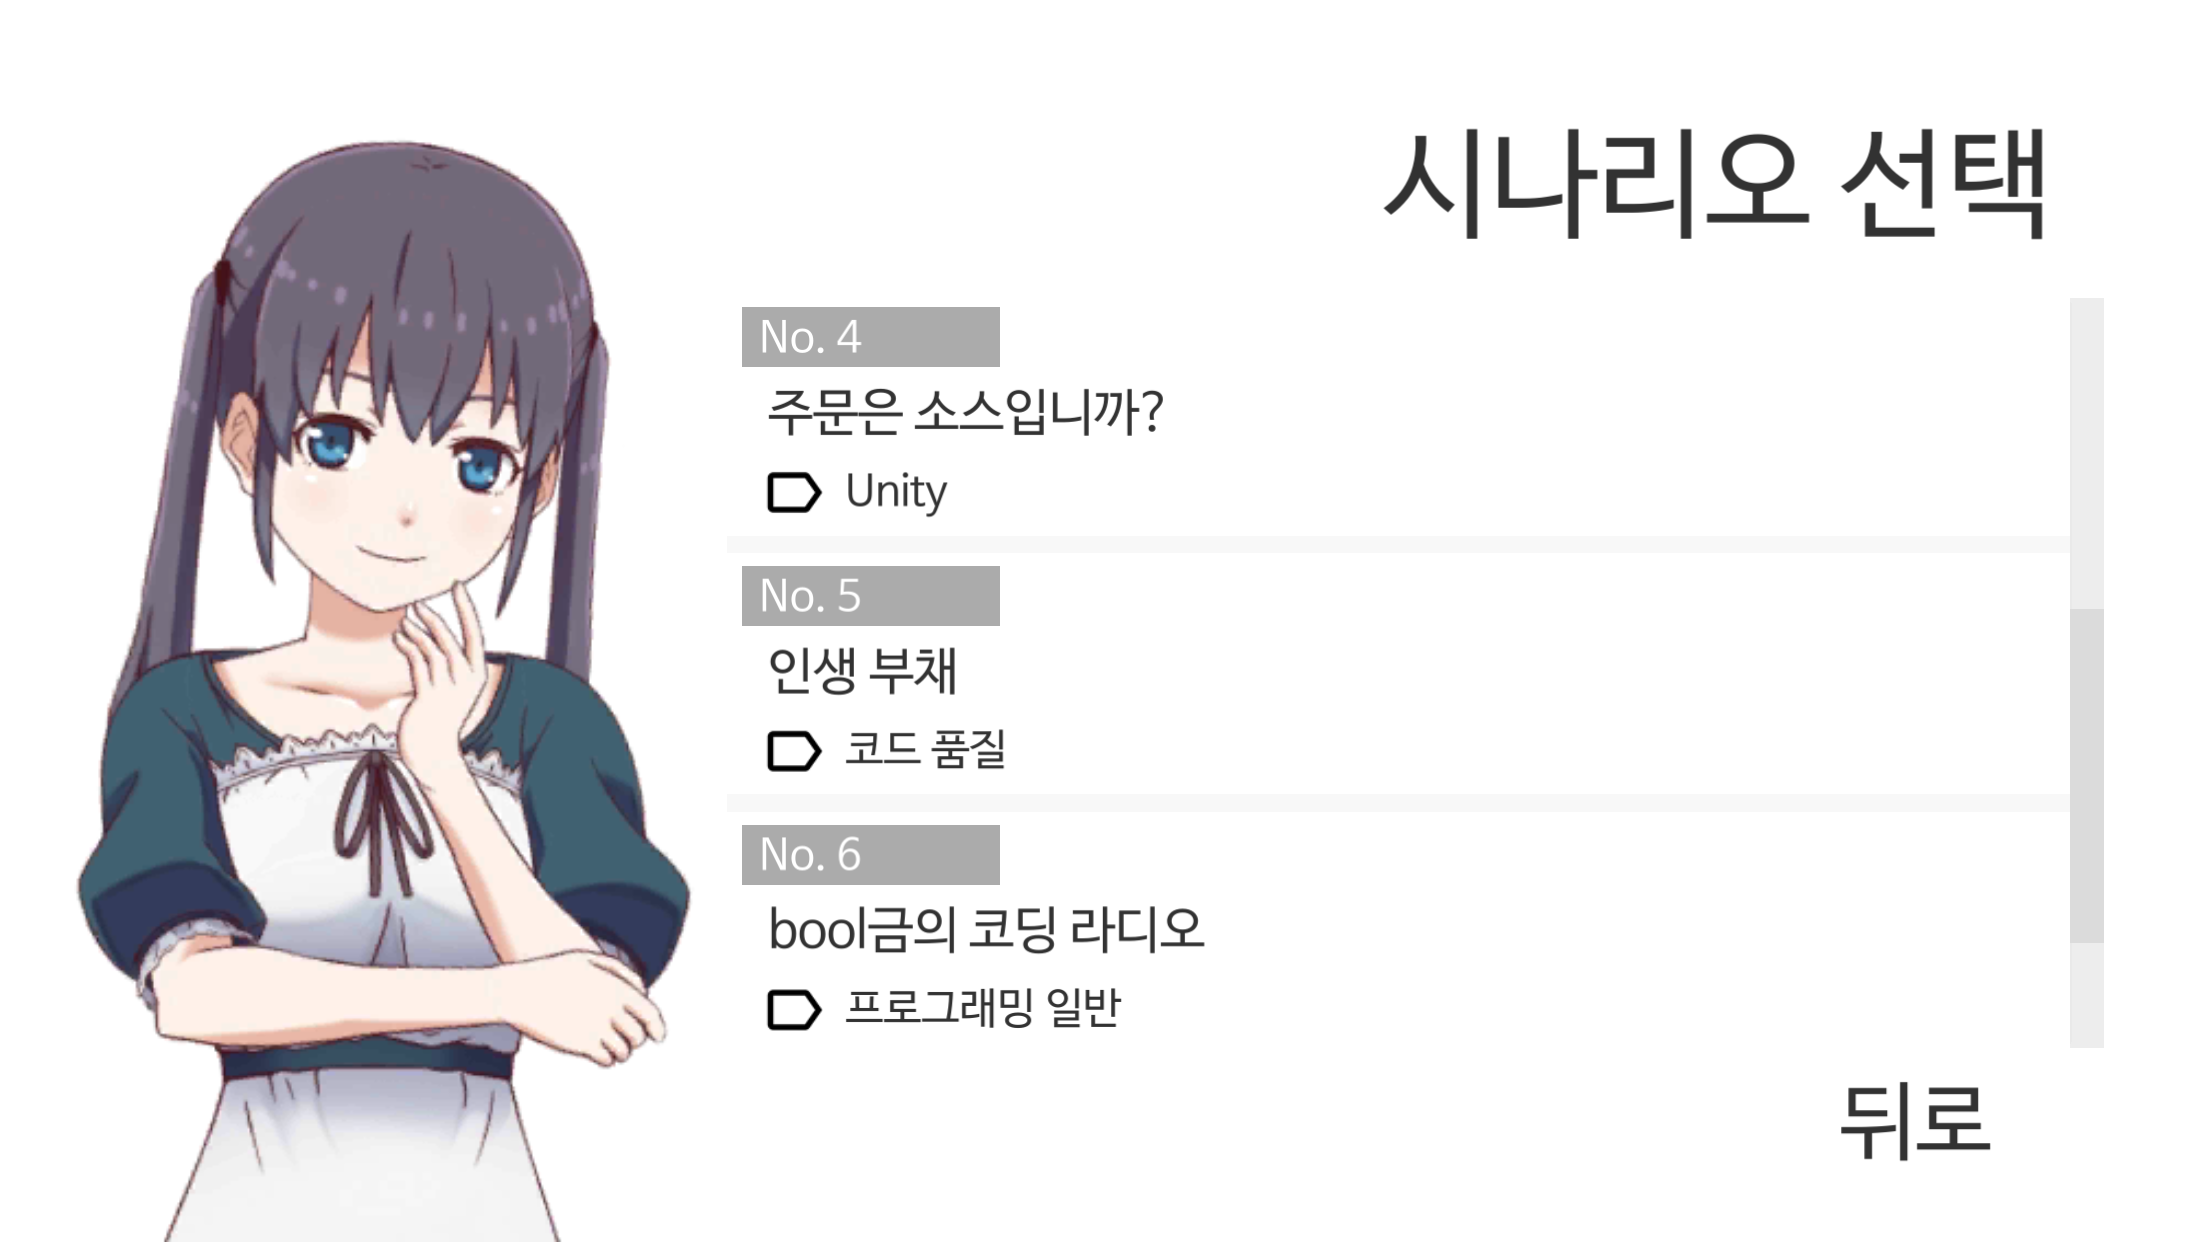 시나리오 선택
No. 4
주문은 소스입니까?
Unity
No. 5
인생 부채
코드 품질
No. 6
bool금의 코딩 라디오
프로그래밍 일반
뒤로